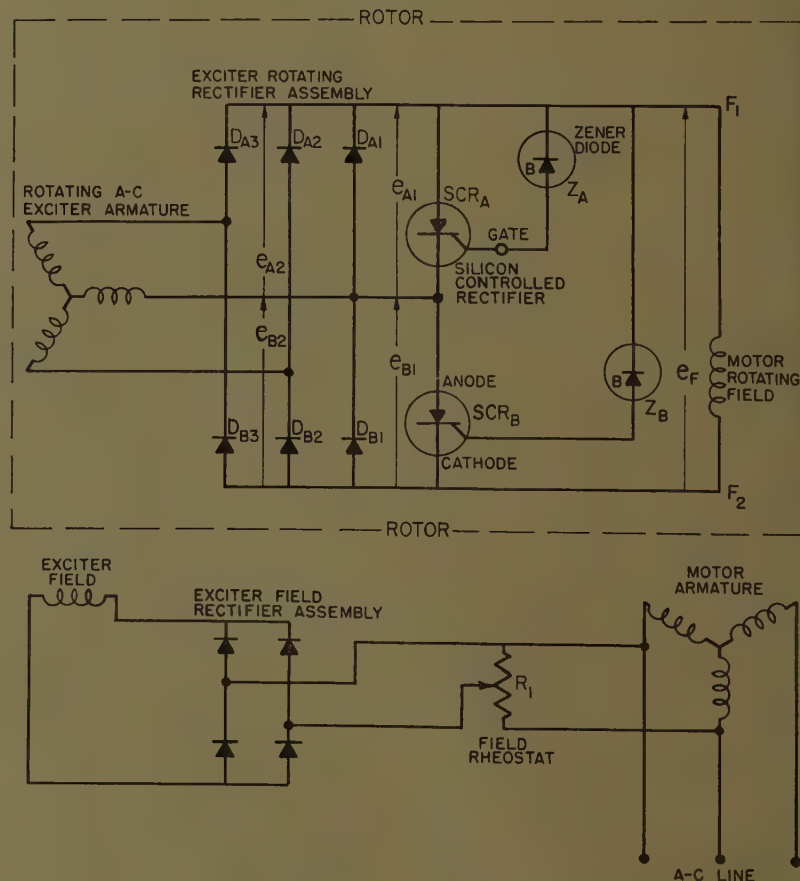 ROTOR
EXCITER ROTATING
RECTIFIER ASSEMBLY
F1
DA3
DA2
DA1
ZENER
DIODE
B
ZA
eA1
SCRA
ROTATING A-C
EXCITER ARMATURE
GATE
SILICON
CONTROLLED
RECTIFIER
eA2
eB2
eB1
eF
MOTOR
ROTATING
FIELD
B
ZB
ANODE
SCRB
CATHODE
DB3
DB2
DB1
F2
ROTOR
EXCITER
FIELD
EXCITER FIELD
RECTIFIER ASSEMBLY
MOTOR
ARMATURE
R1
FIELD
RHEOSTAT
A-C LINE